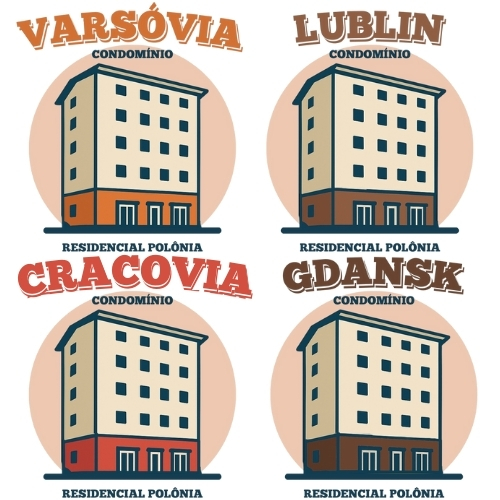 VARSÓVIA
CONDOMÍNIO
RESIDENCIAL POLÔNIA
LUBLIN
CONDOMÍNIO
RESIDENCIAL POLÔNIA
CRACOVIA
CONDOMÍNIO
RESIDENCIAL POLÔNIA
GDANSK
CONDOMÍNIO
RESIDENCIAL POLÔNIA